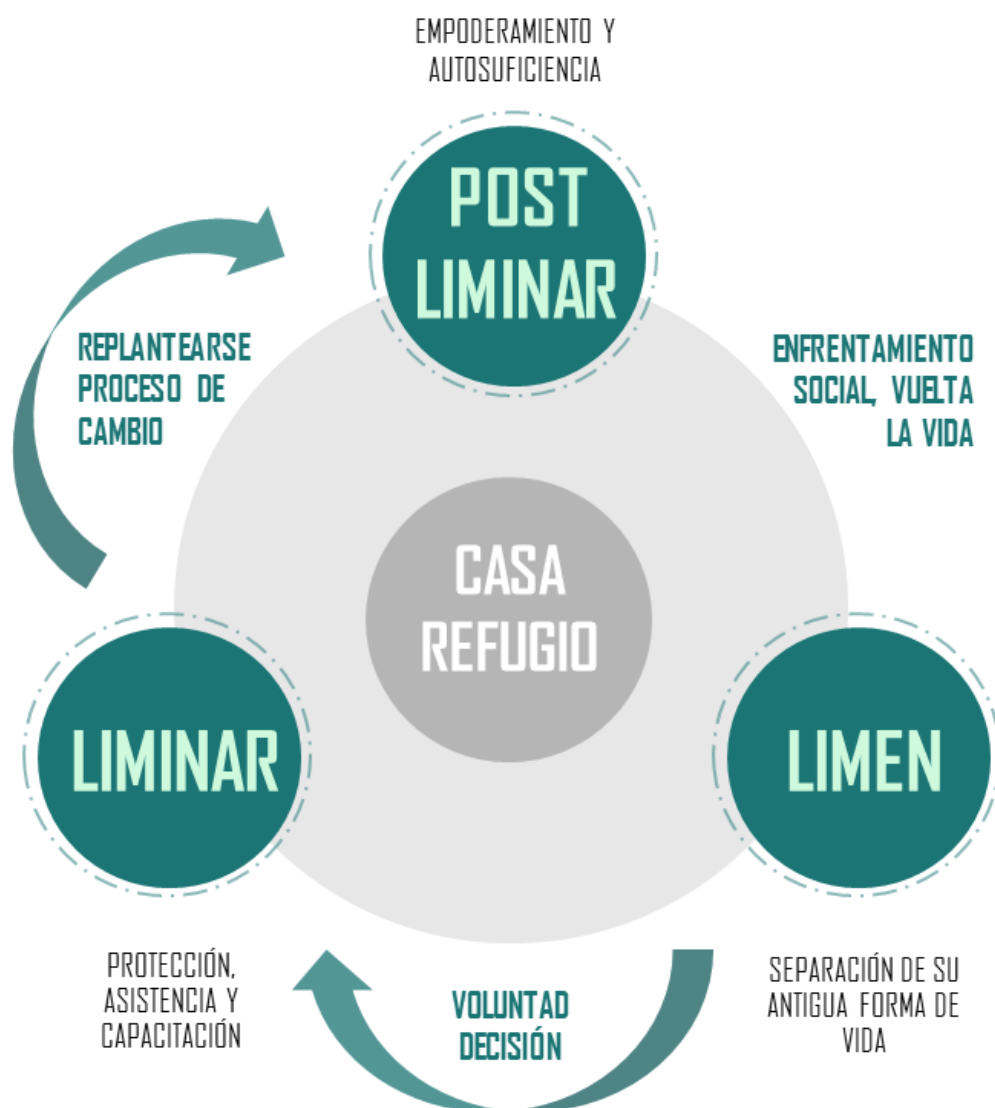 EMPODERAMIENTO Y
AUTOSUFICIENCIA
POST
LIMINAR
REPLANTEARSE
PROCESO DE
CAMBIO
ENFRENTAMIENTO
SOCIAL, VUELTA
LA VIDA
CASA
REFUGIO
LIMINAR
LIMEN
PROTECCIÓN,
ASISTENCIA Y
CAPACITACIÓN
VOLUNTAD
DECISIÓN
SEPARACIÓN DE SU
ANTIGUA FORMA DE
VIDA